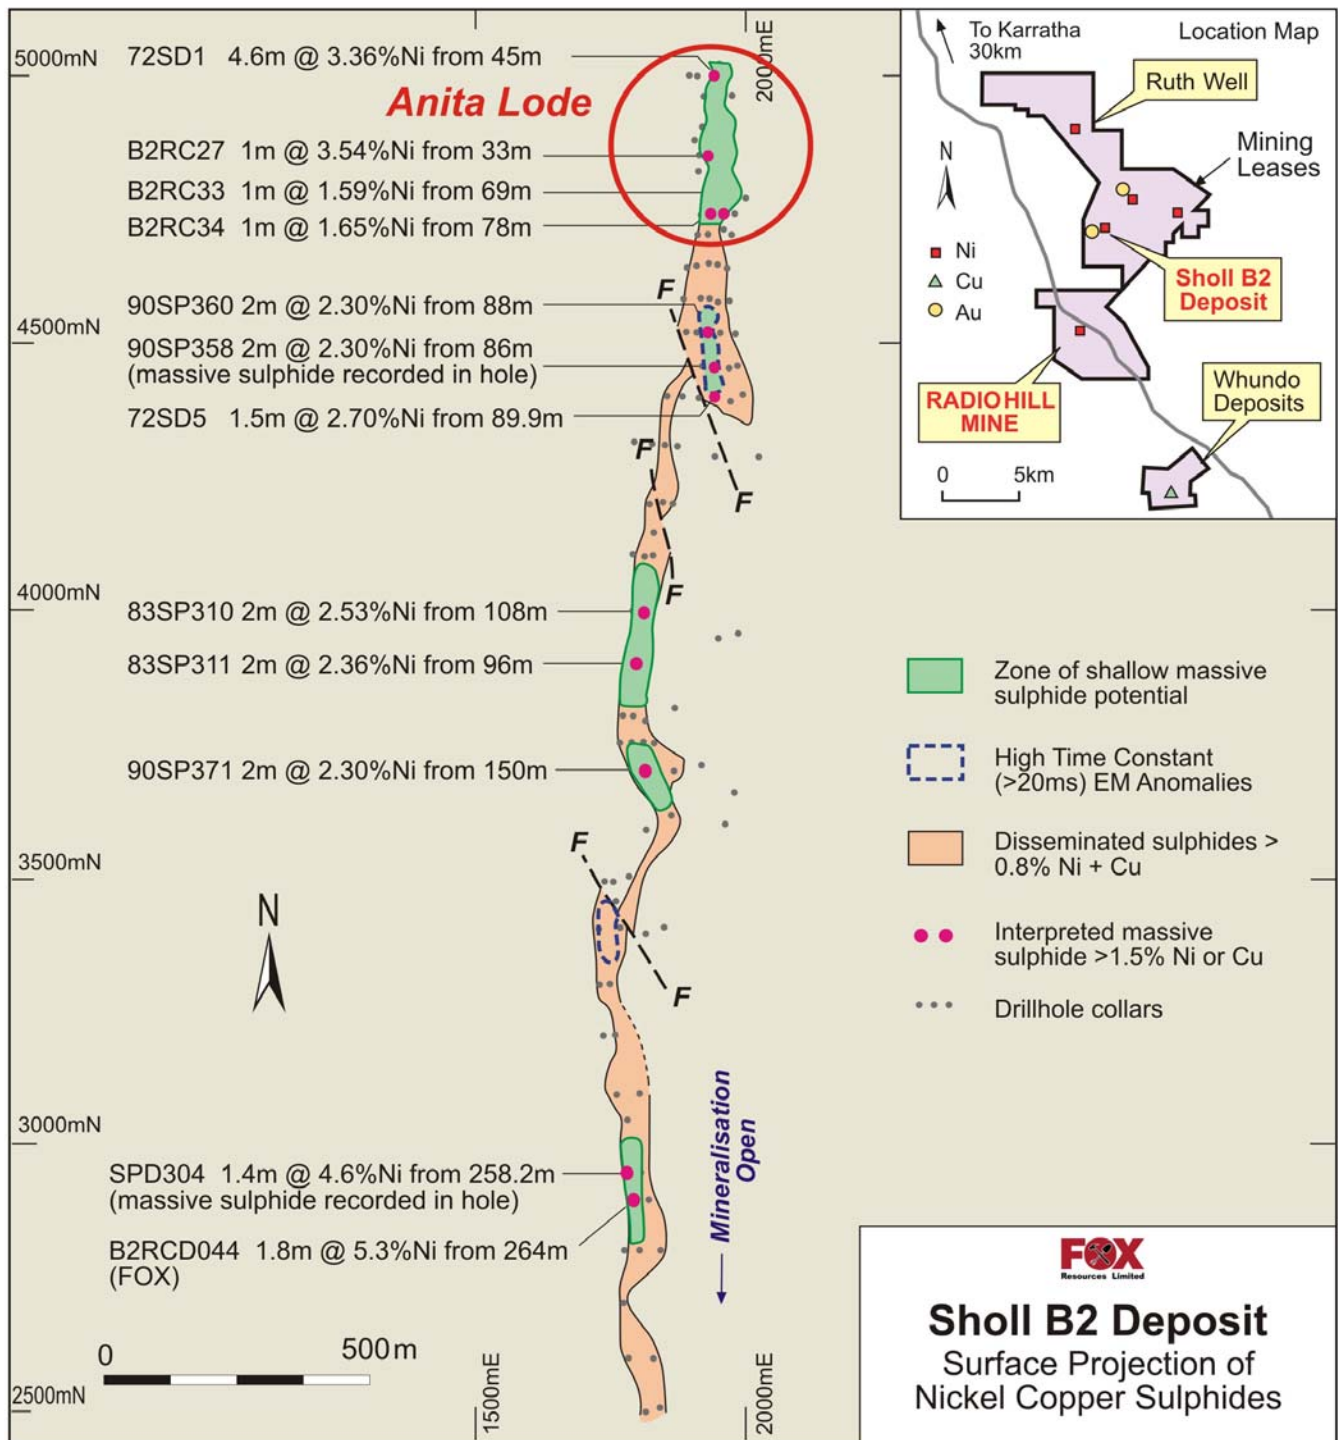 5000mN
72SD1 4.6m @ 3.36%Ni from 45m
Anita Lode
B2RC27 1m @ 3.54%Ni from 33m
B2RC33 1m @ 1.59%Ni from 69m
B2RC34 1m @ 1.65%Ni from 78m
2000mE
F
90SP360 2m @ 2.30%Ni from 88m
4500mN
90SP358 2m @ 2.30%Ni from 86m
(massive sulphide recorded in hole)
72SD5 1.5m @ 2.70%Ni from 89.9m
F
F
F
4000mN
83SP310 2m @ 2.53%Ni from 108m
83SP311 2m @ 2.36%Ni from 96m
90SP371 2m @ 2.30%Ni from 150m
F
3500mN
N
F
3000mN
SPD304 1.4m @ 4.6%Ni from 258.2m
(massive sulphide recorded in hole)
B2RCD044 1.8m @ 5.3%Ni from 264m
(FOX)
Mineralisation
Open
0 500m
2500mN
1500mE
2000mE
To Karratha
30km
Location Map
Ruth Well
Mining
Leases
N
Ni
Cu
Au
Sholl B2
Deposit
RADIO HILL
MINE
Whundo
Deposits
0 5km
Zone of shallow massive
sulphide potential
High Time Constant
(>20ms) EM Anomalies
Disseminated sulphides >
0.8% Ni + Cu
Interpreted massive
sulphide >1.5% Ni or Cu
Drillhole collars
FOX
Resources Limited
Sholl B2 Deposit
Surface Projection of
Nickel Copper Sulphides